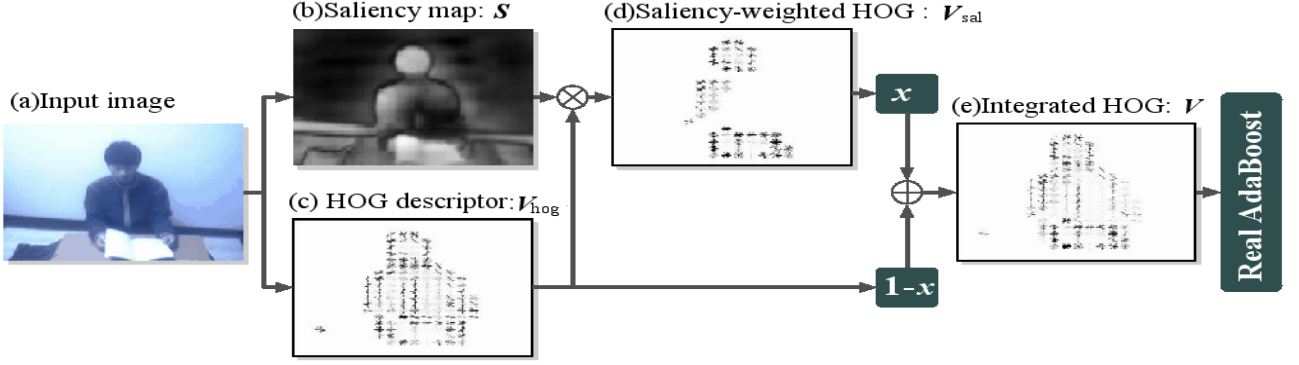 (b)Saliency map: S
(d)Saliency-weighted HOG : Vsal
(a)Input image
x
(e)Integrated HOG: V
(c) HOG descriptor:Vhog
1-x
Real AdaBoost